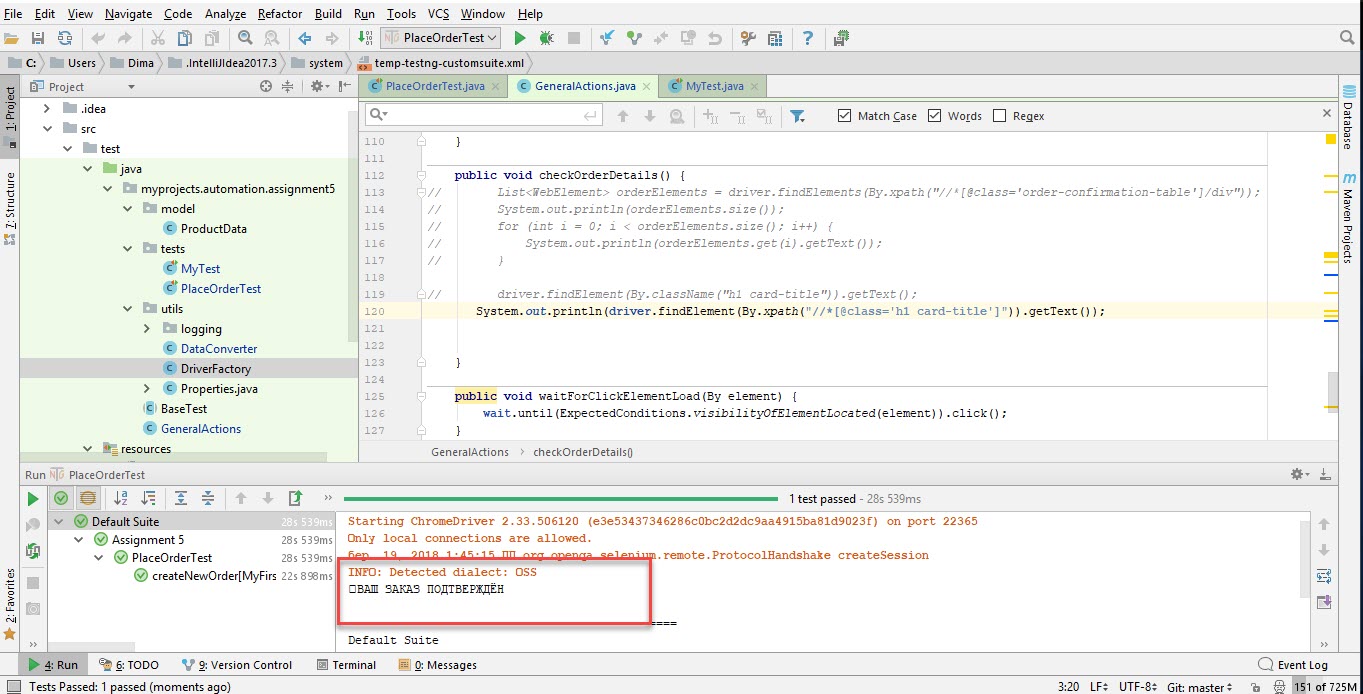 File Edit View Navigate Code Analyze Refactor Build Run Tools VCS Window Help
PlaceOrderTest
C: Users Dima .IntelliJIdea2017.3 system temp-testng-customsuite.xml
Project PlaceOrderTest.java GeneralActions.java MyTest.java
Match Case Words Regex
1: Project
7: Structure
2: Favorites
Database
Maven Projects
.idea
src
test
java
myprojects.automation.assignment5
model
ProductData
tests
MyTest
PlaceOrderTest
utils
logging
DataConverter
DriverFactory
Properties.java
BaseTest
GeneralActions
resources
110 }
111
112 public void checkOrderDetails() {
113 // List<WebElement> orderElements = driver.findElements(By.xpath("//*[@class='order-confirmation-table']/div"));
114 // System.out.println(orderElements.size());
115 // for (int i = 0; i < orderElements.size(); i++) {
116 // System.out.println(orderElements.get(i).getText());
117 // }
118
119 // driver.findElement(By.className("h1 card-title")).getText();
120 System.out.println(driver.findElement(By.xpath("//*[@class='h1 card-title']")).getText());
121
122
123 }
124
125 public void waitForClickElementLoad(By element) {
126 wait.until(ExpectedConditions.visibilityOfElementLocated(element)).click();
127 }
GeneralActions checkOrderDetails()
Run PlaceOrderTest
1 test passed - 28s 539ms
Default Suite 28s 539ms
Assignment 5 28s 539ms
PlaceOrderTest 28s 539ms
createNewOrder[MyFirs 22s 898ms
Starting ChromeDriver 2.33.506120 (e3e53437346286c0bc2d2dc9aa4915ba81d9023f) on port 22365
Only local connections are allowed.
бер. 19, 2018 1:45:15 ПП org.openqa.selenium.remote.ProtocolHandshake createSession
INFO: Detected dialect: OSS
ВАШ ЗАКАЗ ПОДТВЕРЖДЁН
====
Default Suite
4: Run 6: TODO 9: Version Control Terminal 0: Messages Event Log
Tests Passed: 1 passed (moments ago) 3:20 LF UTF-8 Git: master 151 of 725M